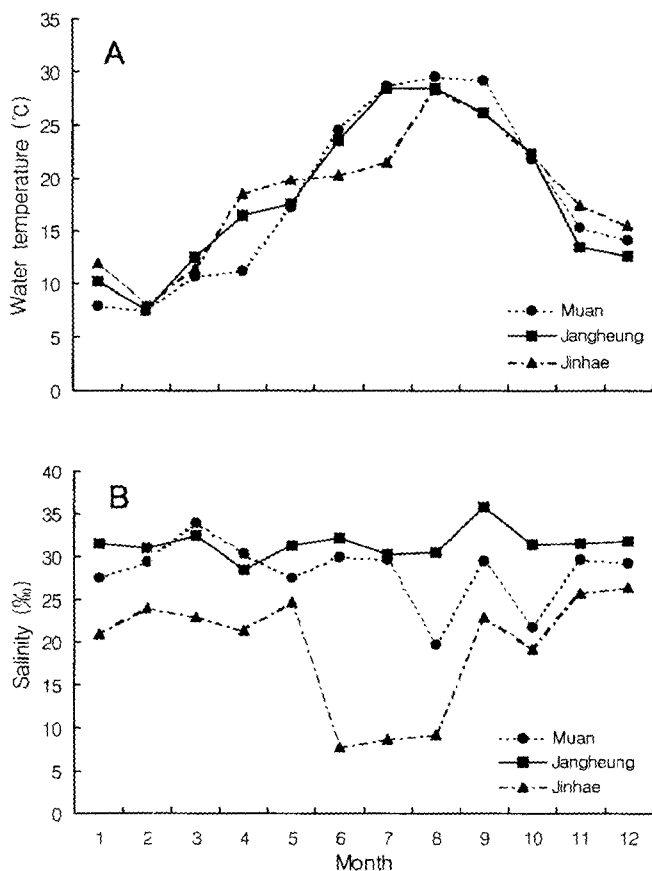 A
Water temperature (°C)
35
30
25
20
15
10
5
0
Muan
Jangheung
Jinhae
B
Salinity (‰)
40
35
30
25
20
15
10
5
0
Muan
Jangheung
Jinhae
1 2 3 4 5 6 7 8 9 10 11 12
Month